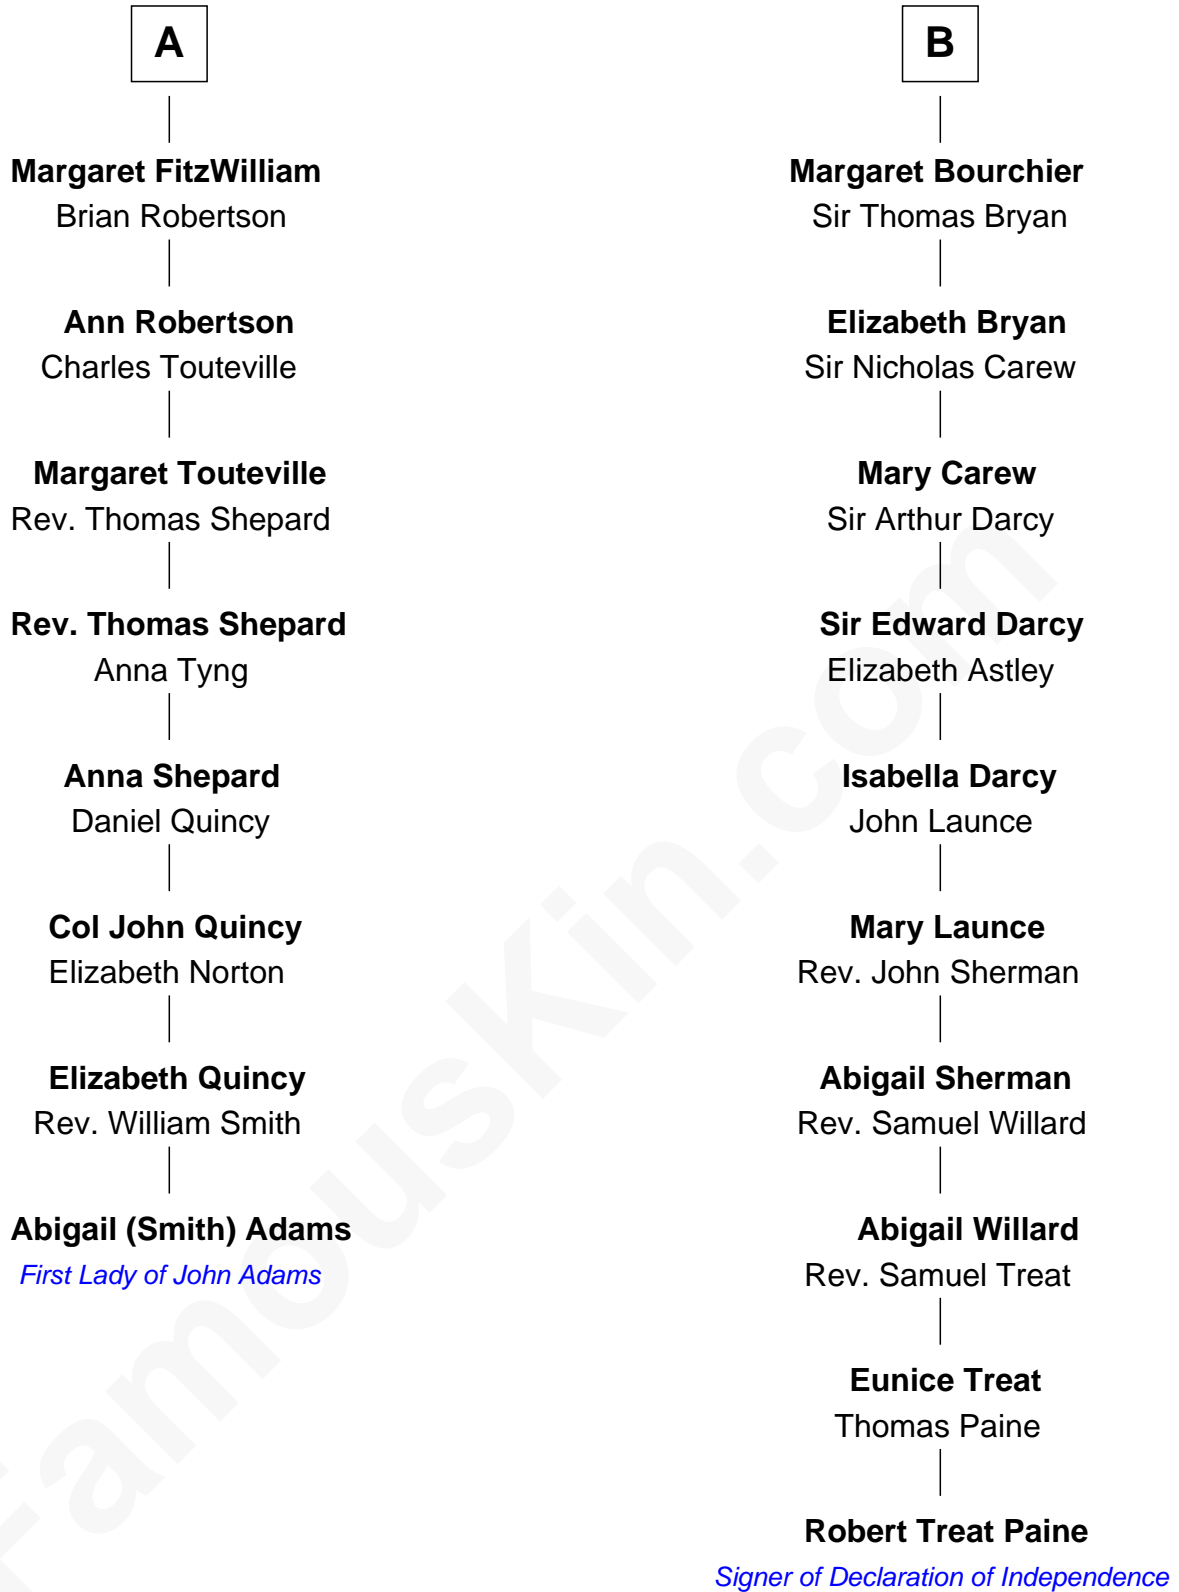 A
Margaret FitzWilliam
Brian Robertson
Ann Robertson
Charles Touteville
Margaret Touteville
Rev. Thomas Shepard
Rev. Thomas Shepard
Anna Tyng
Anna Shepard
Daniel Quincy
Col John Quincy
Elizabeth Norton
Elizabeth Quincy
Rev. William Smith
Abigail (Smith) Adams
First Lady of John Adams
B
Margaret Bourchier
Sir Thomas Bryan
Elizabeth Bryan
Sir Nicholas Carew
Mary Carew
Sir Arthur Darcy
Sir Edward Darcy
Elizabeth Astley
Isabella Darcy
John Launce
Mary Launce
Rev. John Sherman
Abigail Sherman
Rev. Samuel Willard
Abigail Willard
Rev. Samuel Treat
Eunice Treat
Thomas Paine
Robert Treat Paine
Signer of Declaration of Independence
FamousKin.com